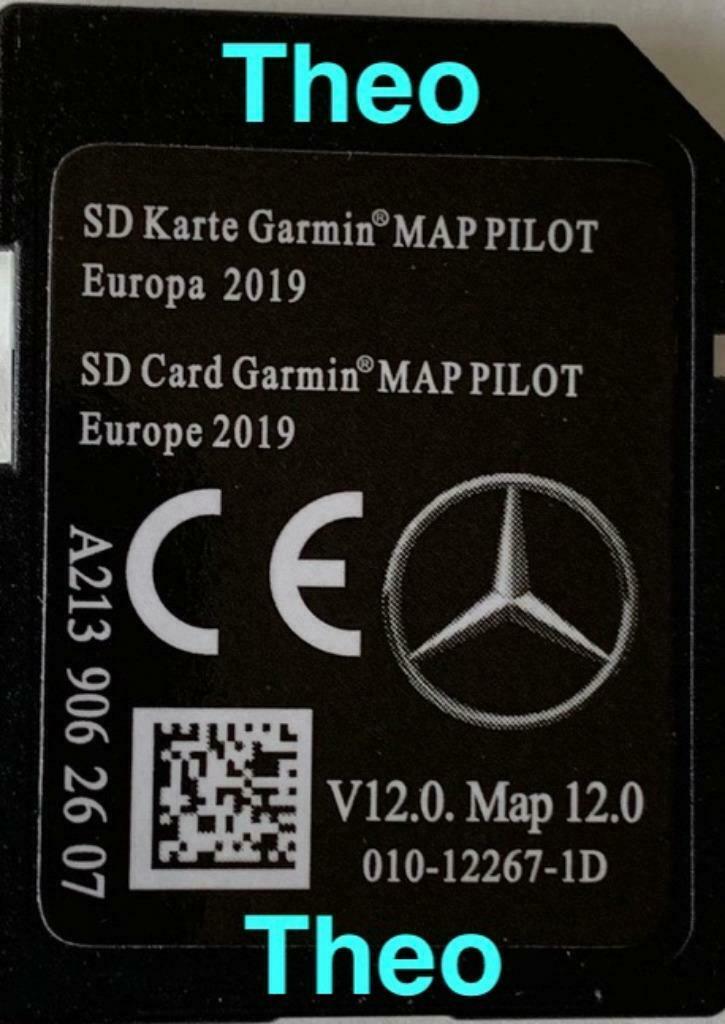 Theo
SD Karte Garmin® MAP PILOT
Europa 2019
SD Card Garmin® MAP PILOT
Europe 2019
CE
A213 906 26 07
V12.0. Map 12.0
010-12267-1D
Theo